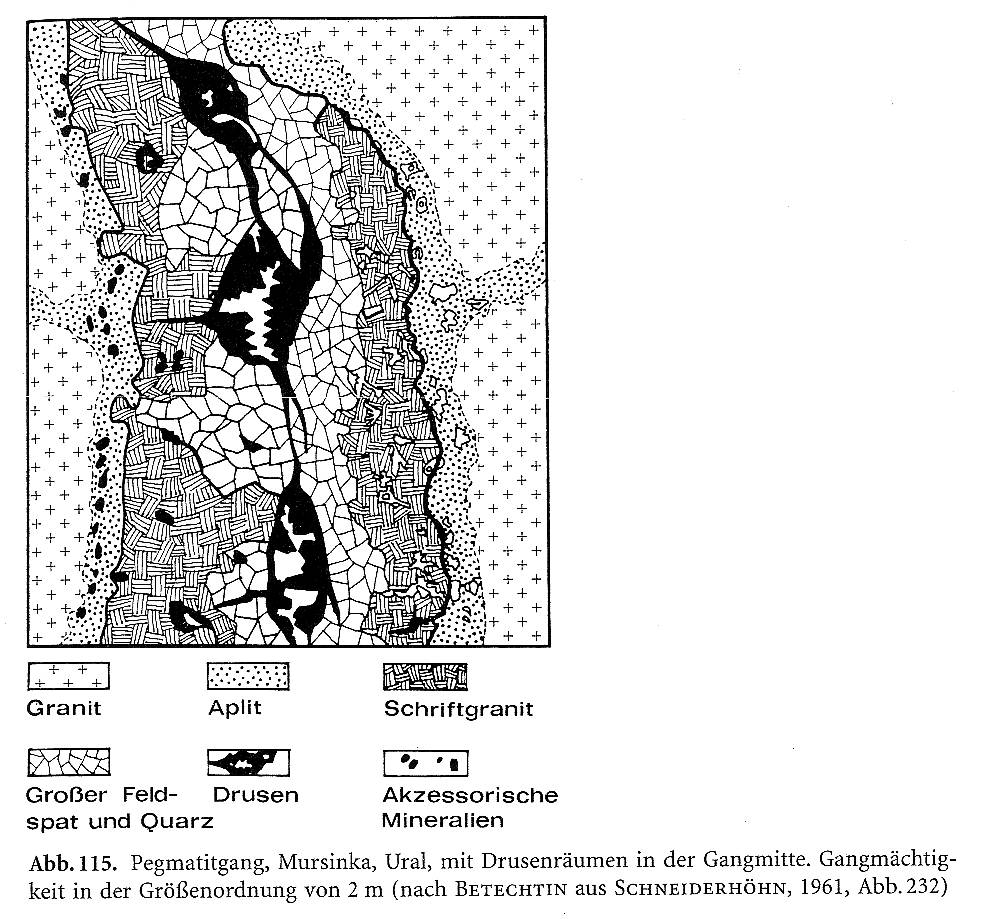 Granit Aplit Schriftgranit
Großer Feld- Drusen Akzessorische
spat und Quarz Mineralien
Abb. 115. Pegmatitgang, Mursinka, Ural, mit Drusenräumen in der Gangmitte. Gangmächtig-
keit in der Größenordnung von 2 m (nach BETECHTIN aus SCHNEIDERHÖHN, 1961, Abb. 232)